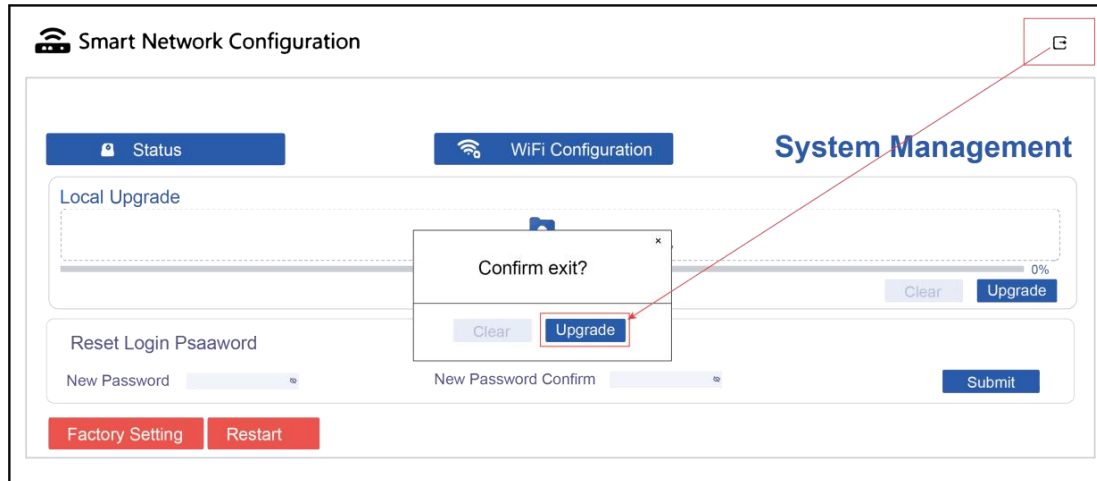 Smart Network Configuration
Status
WiFi Configuration
System Management
Local Upgrade
×
Confirm exit?
0%
Clear
Upgrade
Clear
Upgrade
Reset Login Psaaword
New Password
New Password Confirm
Submit
Factory Setting
Restart